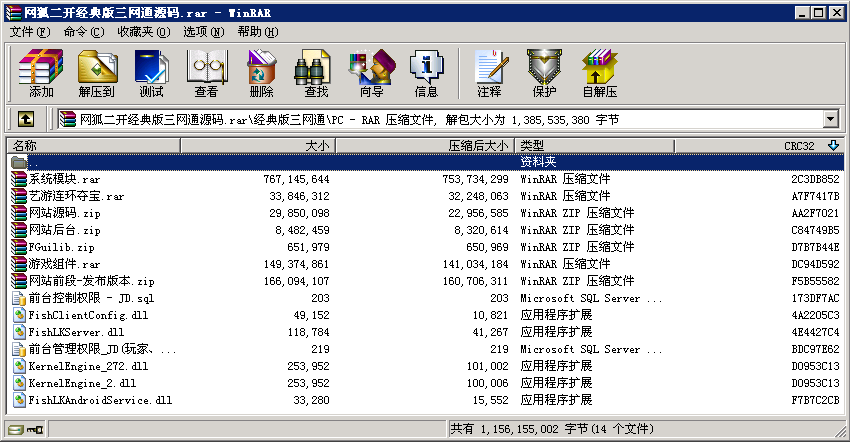 网狐二开经典版三网通源码.rar - WinRAR
文件(F) 命令(C) 收藏夹(O) 选项(N) 帮助(H)
添加 解压到 测试 查看 删除 查找 向导 信息 注释 保护 自解压
网狐二开经典版三网通源码.rar\经典版三网通\PC - RAR 压缩文件, 解包大小为 1,385,535,380 字节
名称 大小 压缩后大小 类型 CRC32
.. 资料夹
系统模块.rar 767,145,644 753,734,299 WinRAR 压缩文件 2C3DB852
艺游连环夺宝.rar 33,846,312 32,248,063 WinRAR 压缩文件 A7F7417B
网站源码.zip 29,850,098 22,956,585 WinRAR ZIP 压缩文件 AA2F7021
网站后台.zip 8,482,459 8,320,614 WinRAR ZIP 压缩文件 C84749B5
FGuilib.zip 651,979 650,969 WinRAR ZIP 压缩文件 D7B7B44E
游戏组件.rar 149,374,861 141,034,184 WinRAR 压缩文件 DC94D592
网站前段-发布版本.zip 166,094,107 160,706,311 WinRAR ZIP 压缩文件 F5B55582
前台控制权限 - JD.sql 203 203 Microsoft SQL Server ... 173DF7AC
FishClientConfig.dll 49,152 10,821 应用程序扩展 4A2205C3
FishLKServer.dll 118,784 41,267 应用程序扩展 4E4427C4
前台管理权限_JD(玩家、... 219 219 Microsoft SQL Server ... BDC97E62
KernelEngine_272.dll 253,952 101,002 应用程序扩展 D0953C13
KernelEngine_2.dll 253,952 100,006 应用程序扩展 D0953C13
FishLKAndroidService.dll 33,280 15,552 应用程序扩展 F7B7C2CB
共有 1,156,155,002 字节(14 个文件)